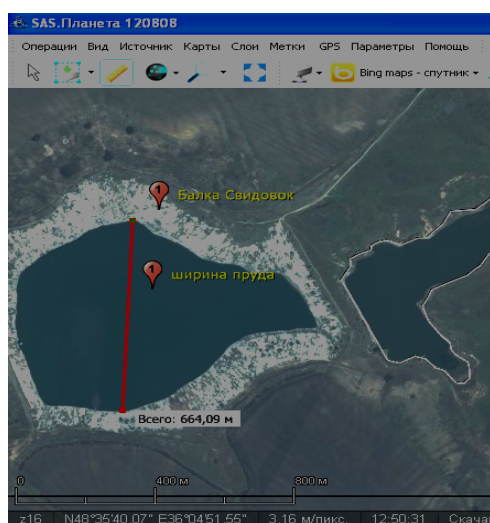 SAS.Планета 120808
Операции Вид Источник Карты Слои Метки GPS Параметры Помощь
Bing maps - спутник
1 Балка Свидовок
1 ширина пруда
Всего: 664,09 м
0 400 м 800 м
z16 N48°35'40.07" E36°04'51.55" 3.16 м/пикс. 12:50:31 Скача